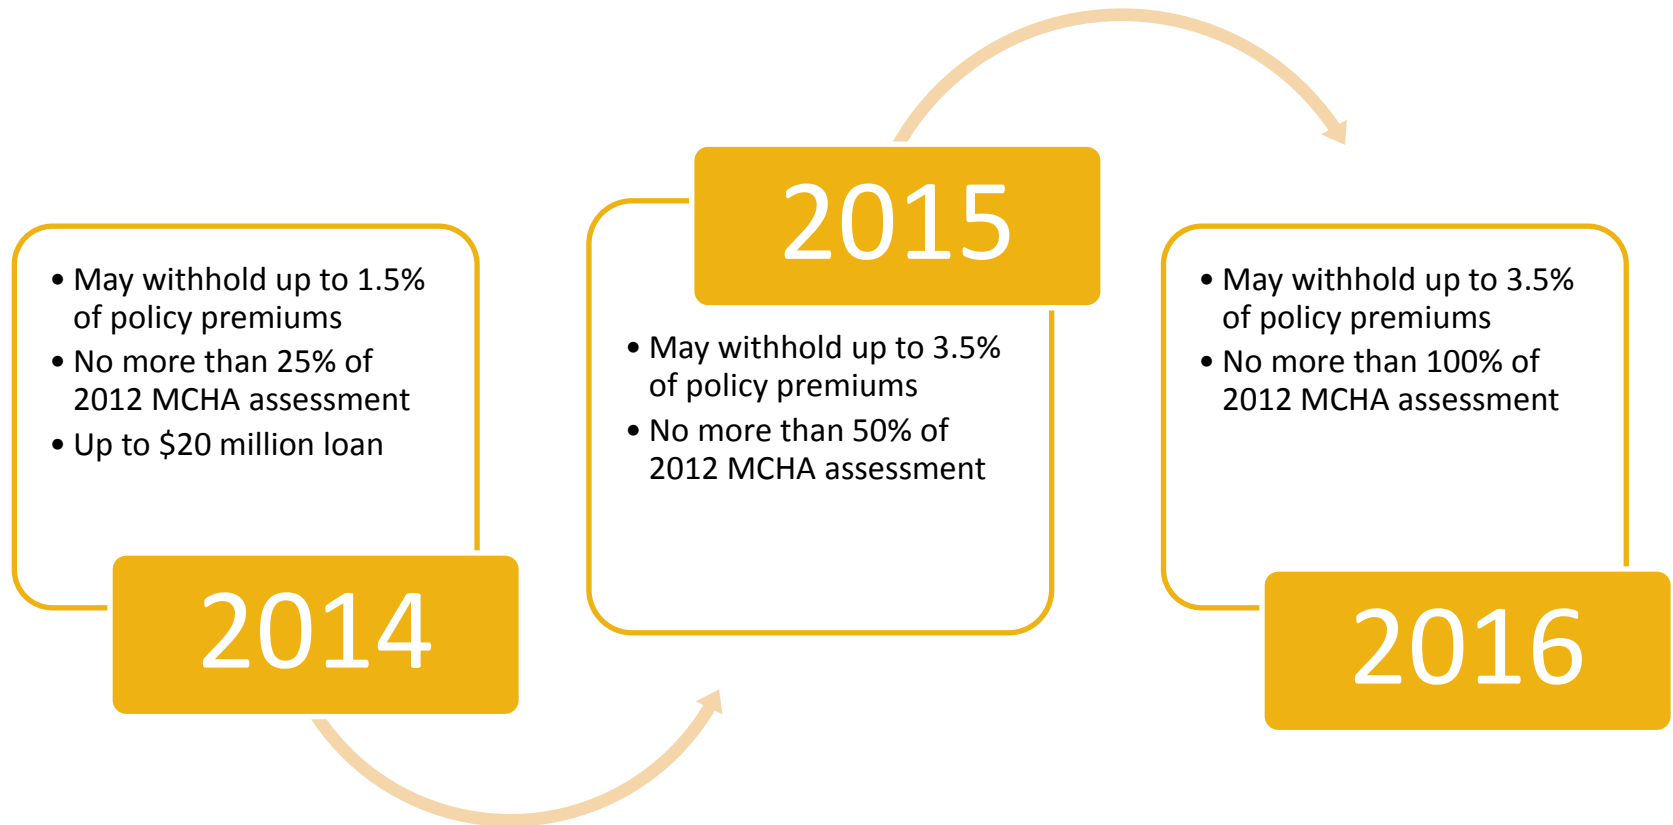 • May withhold up to 1.5%
of policy premiums
• No more than 25% of
2012 MCHA assessment
• Up to $20 million loan
2014
2015
• May withhold up to 3.5%
of policy premiums
• No more than 50% of
2012 MCHA assessment
• May withhold up to 3.5%
of policy premiums
• No more than 100% of
2012 MCHA assessment
2016